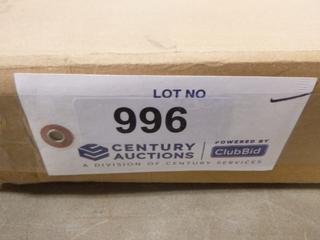 LOT NO
996
CENTURY AUCTIONS
POWERED BY
ClubBid
A DIVISION OF CENTURY SERVICES